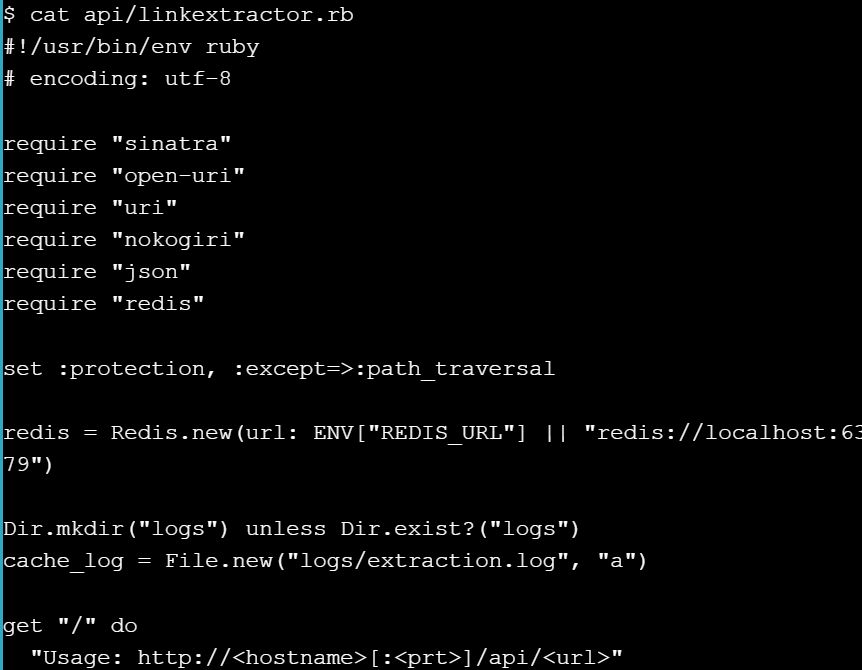 $ cat api/linkextractor.rb
#!/usr/bin/env ruby
# encoding: utf-8
require "sinatra"
require "open-uri"
require "uri"
require "nokogiri"
require "json"
require "redis"
set :protection, :except=>:path_traversal
redis = Redis.new(url: ENV["REDIS_URL"] || "redis://localhost:63
79")
Dir.mkdir("logs") unless Dir.exist?("logs")
cache_log = File.new("logs/extraction.log", "a")
get "/" do
  "Usage: http://<hostname>[:<prt>]/api/<url>"